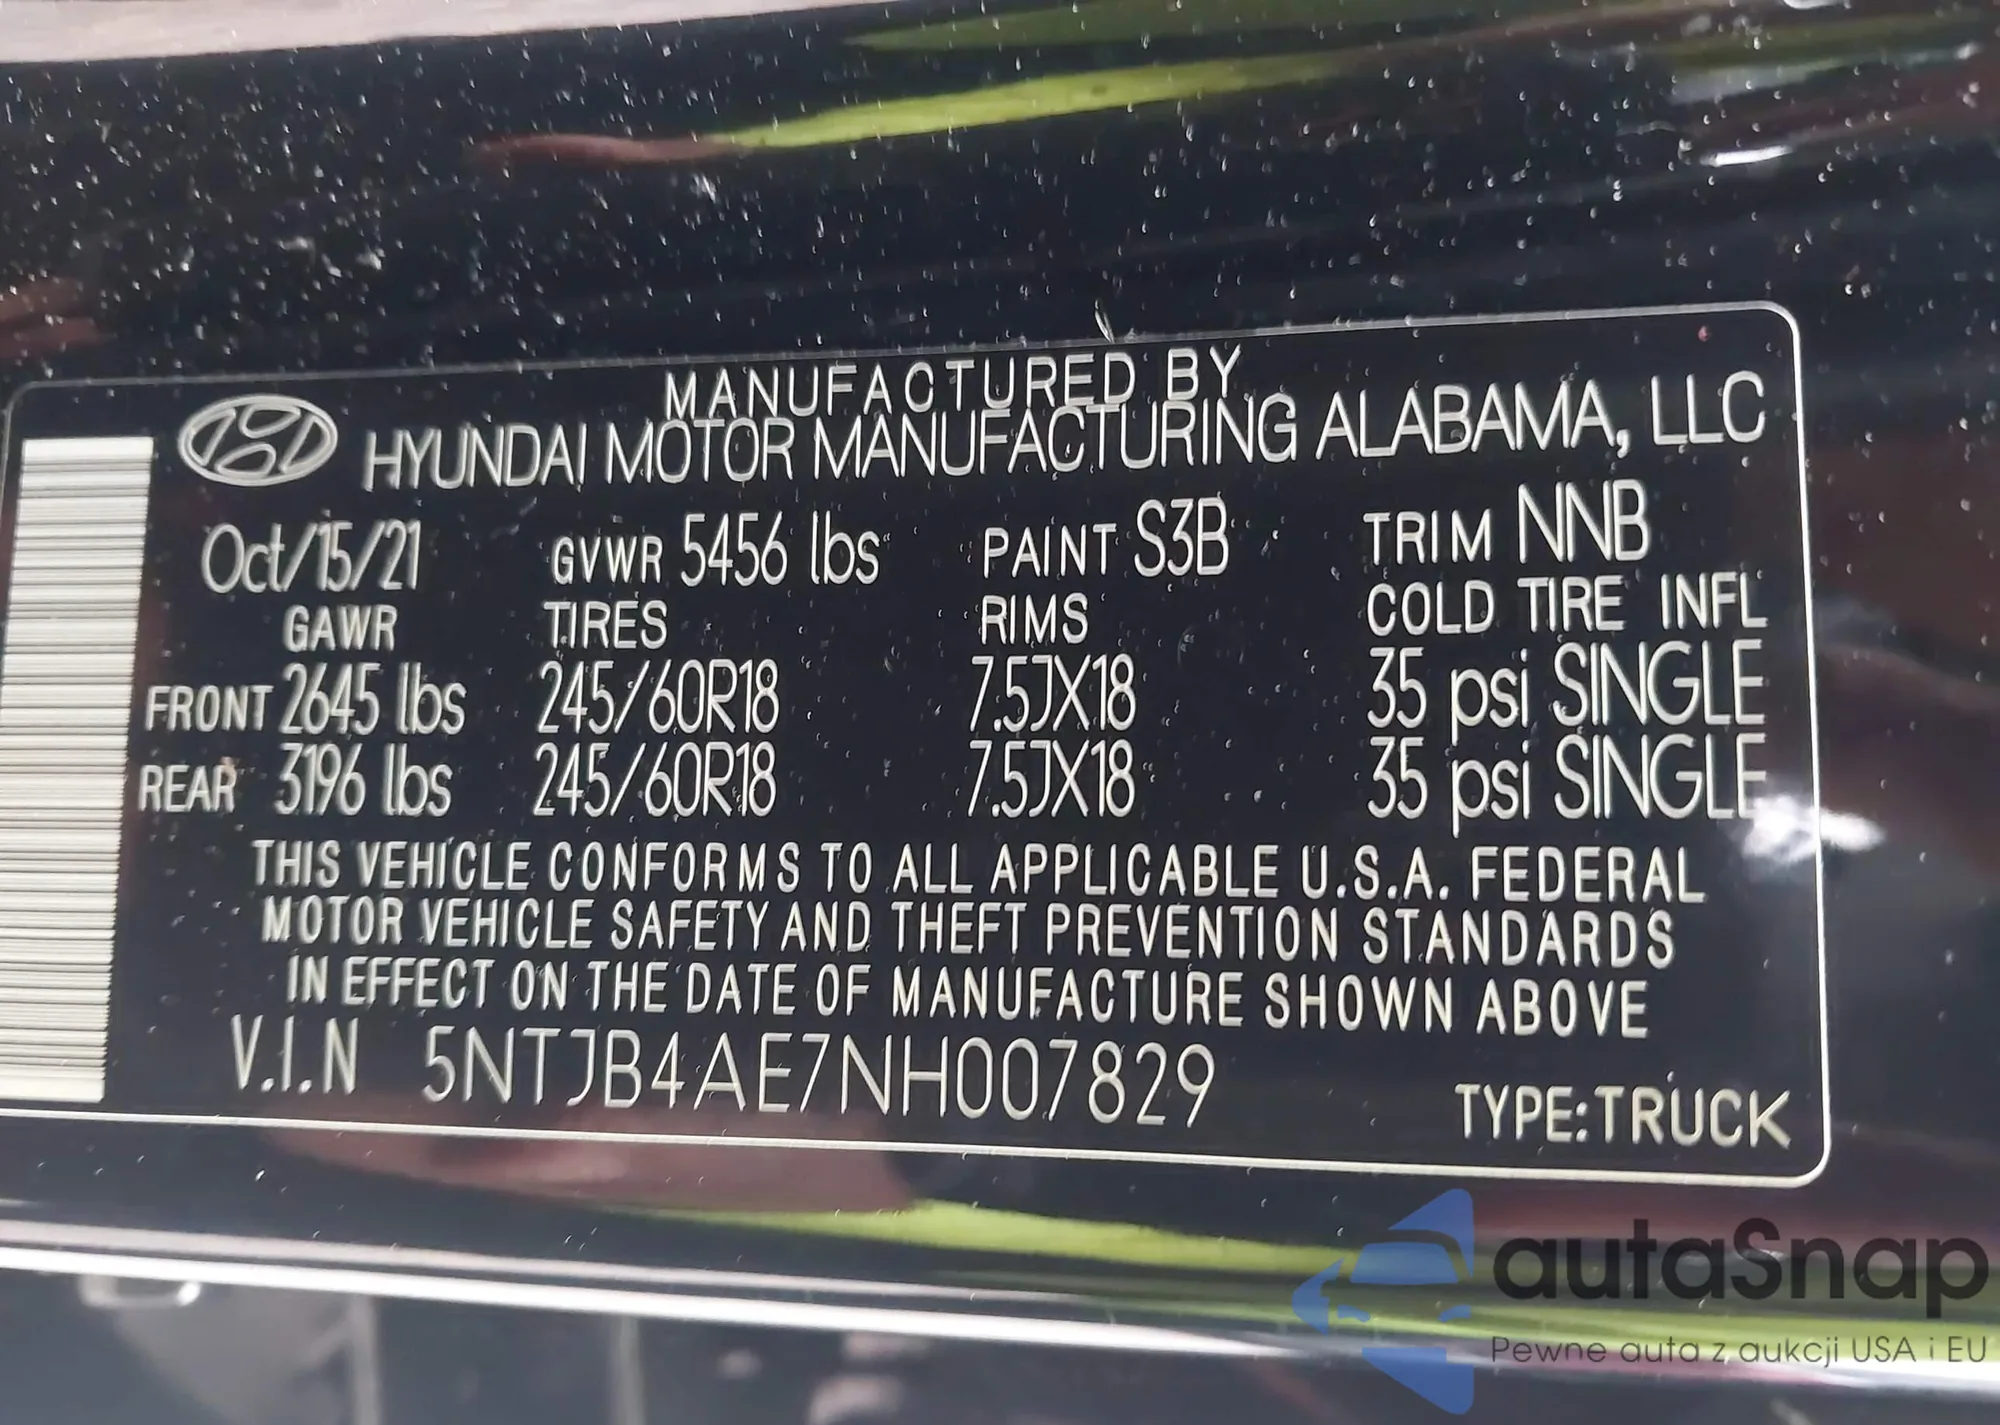 MANUFACTURED BY
HYUNDAI MOTOR MANUFACTURING ALABAMA, LLC
Oct/15/21 GVWR 5456 lbs PAINT S3B TRIM NNB
GAWR TIRES RIMS COLD TIRE INFL
FRONT 2645 lbs 245/60R18 7.5JX18 35 psi SINGLE
REAR 3196 lbs 245/60R18 7.5JX18 35 psi SINGLE
THIS VEHICLE CONFORMS TO ALL APPLICABLE U.S.A. FEDERAL
MOTOR VEHICLE SAFETY AND THEFT PREVENTION STANDARDS
IN EFFECT ON THE DATE OF MANUFACTURE SHOWN ABOVE
V.I.N 5NTJB4AE7NH007829 TYPE:TRUCK
autaSnap
Pewne auta z aukcji USA i EU